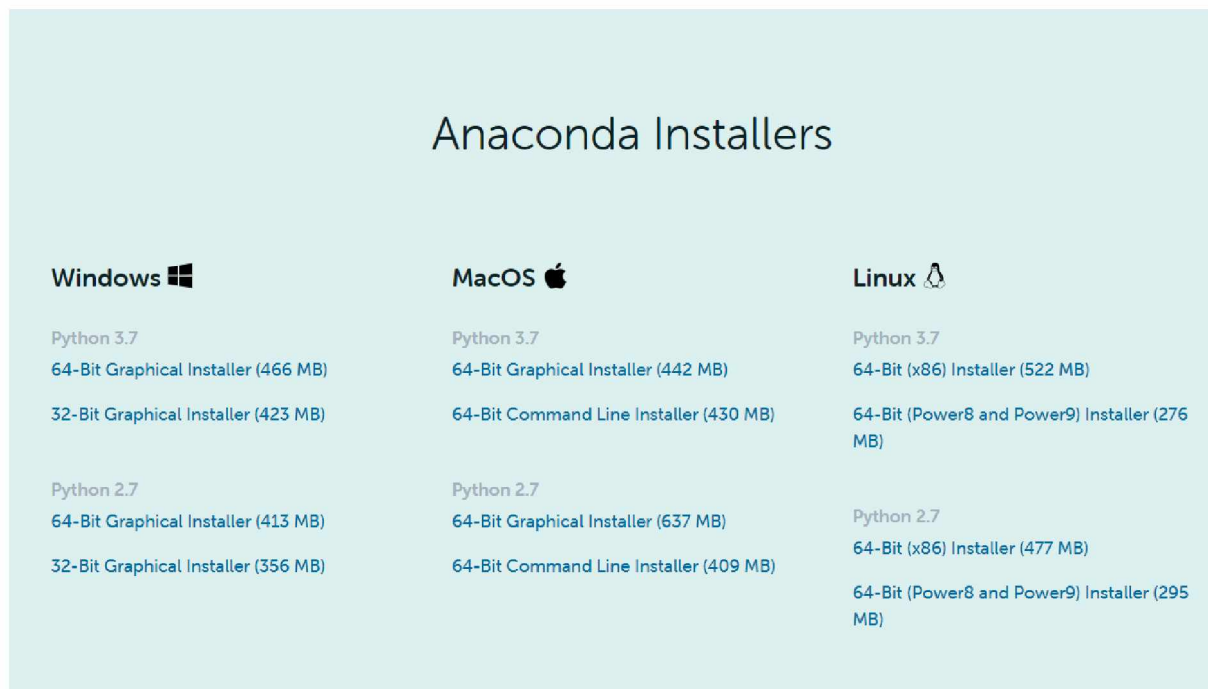 Anaconda Installers
Windows
Python 3.7
64-Bit Graphical Installer (466 MB)
32-Bit Graphical Installer (423 MB)
Python 2.7
64-Bit Graphical Installer (413 MB)
32-Bit Graphical Installer (356 MB)
MacOS
Python 3.7
64-Bit Graphical Installer (442 MB)
64-Bit Command Line Installer (430 MB)
Python 2.7
64-Bit Graphical Installer (637 MB)
64-Bit Command Line Installer (409 MB)
Linux
Python 3.7
64-Bit (x86) Installer (522 MB)
64-Bit (Power8 and Power9) Installer (276
MB)
Python 2.7
64-Bit (x86) Installer (477 MB)
64-Bit (Power8 and Power9) Installer (295
MB)